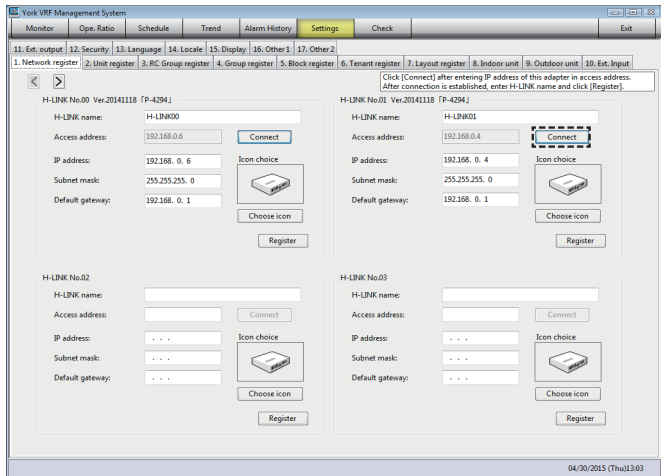 York VRF Management System
Monitor Ope. Ratio Schedule Trend Alarm History Settings Check Exit
11. Ext. output 12. Security 13. Language 14. Locale 15. Display 16. Other 1 17. Other 2
1. Network register 2. Unit register 3. RC Group register 4. Group register 5. Block register 6. Tenant register 7. Layout register 8. Indoor unit 9. Outdoor unit 10. Ext. Input
< >
Click [Connect] after entering IP address of this adapter in access address.
After connection is established, enter H-LINK name and click [Register].
H-LINK No.00 Ver.20141118 「P-4294」
H-LINK name: H-LINK00
Access address: 192.168.0.6 Connect
IP address: 192.168. 0. 6 Icon choice
Subnet mask: 255.255.255. 0
Default gateway: 192.168. 0. 1
Choose icon
Register
H-LINK No.01 Ver.20141118 「P-4294」
H-LINK name: H-LINK01
Access address: 192.168.0.4 Connect
IP address: 192.168. 0. 4 Icon choice
Subnet mask: 255.255.255. 0
Default gateway: 192.168. 0. 1
Choose icon
Register
H-LINK No.02
H-LINK name:
Access address: Connect
IP address: . . . Icon choice
Subnet mask: . . .
Default gateway: . . .
Choose icon
Register
H-LINK No.03
H-LINK name:
Access address: Connect
IP address: . . . Icon choice
Subnet mask: . . .
Default gateway: . . .
Choose icon
Register
04/30/2015 (Thu)13:03